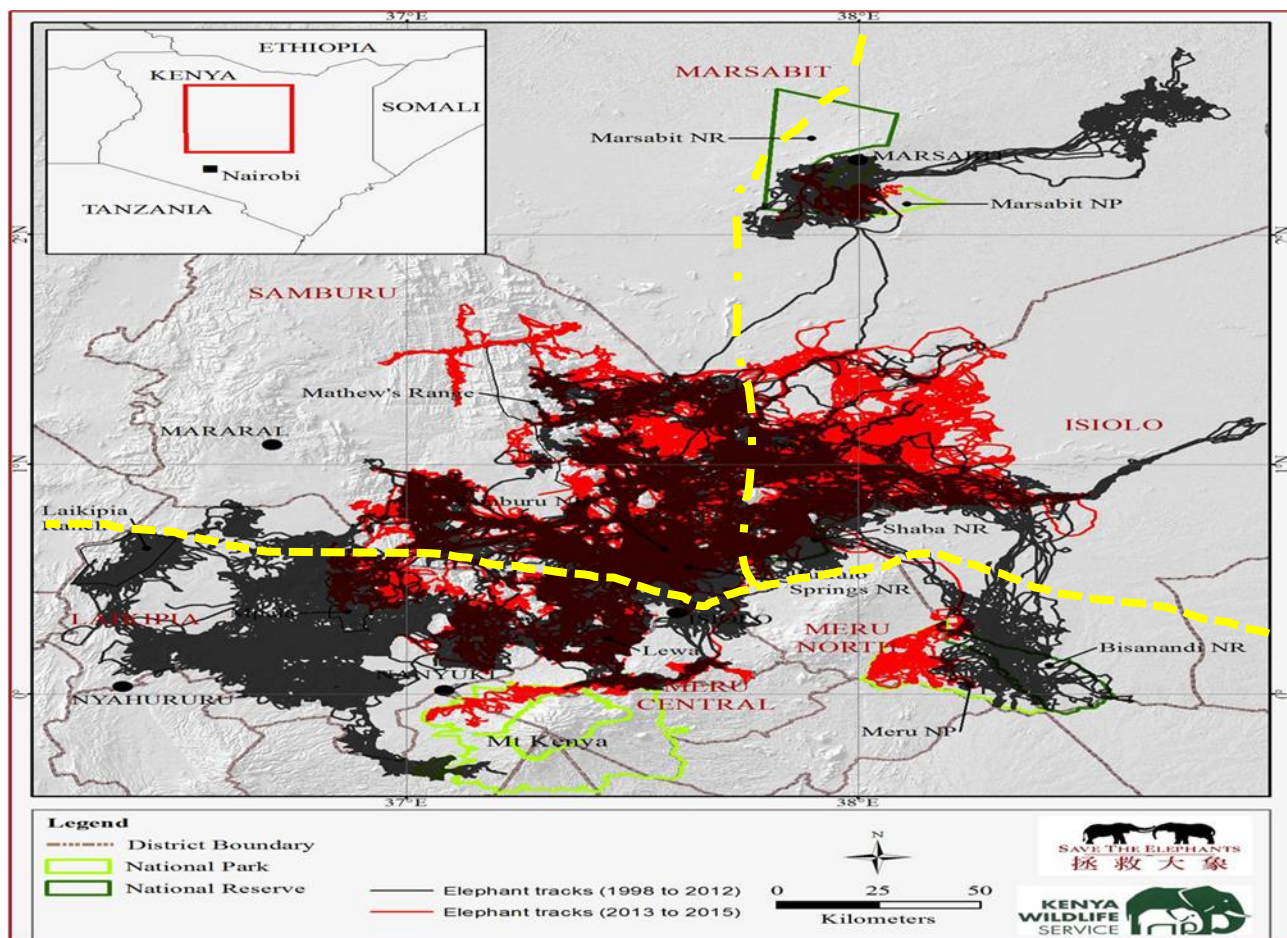 37°E
38°E
ETHIOPIA
KENYA
SOMALI
Nairobi
TANZANIA
MARSABIT
Marsabit NR
MARSABIT
Marsabit NP
2°N
SAMBURU
Mathew's Range
MARARAL
ISIOLO
1°N
1°N
Laikipia
Shaba NR
Springs NR
ISIOLO
LAIKIPIA
MERU
NORTH
Bisanandi NR
Lewa
NYAHURURU
NANYUKI
MERU
CENTRAL
Mt Kenya
Meru NP
37°E
38°E
Legend
District Boundary
National Park
National Reserve
Elephant tracks (1998 to 2012)
Elephant tracks (2013 to 2015)
N
0 25 50
Kilometers
SAVE THE ELEPHANTS
拯救大象
KENYA
WILDLIFE
SERVICE